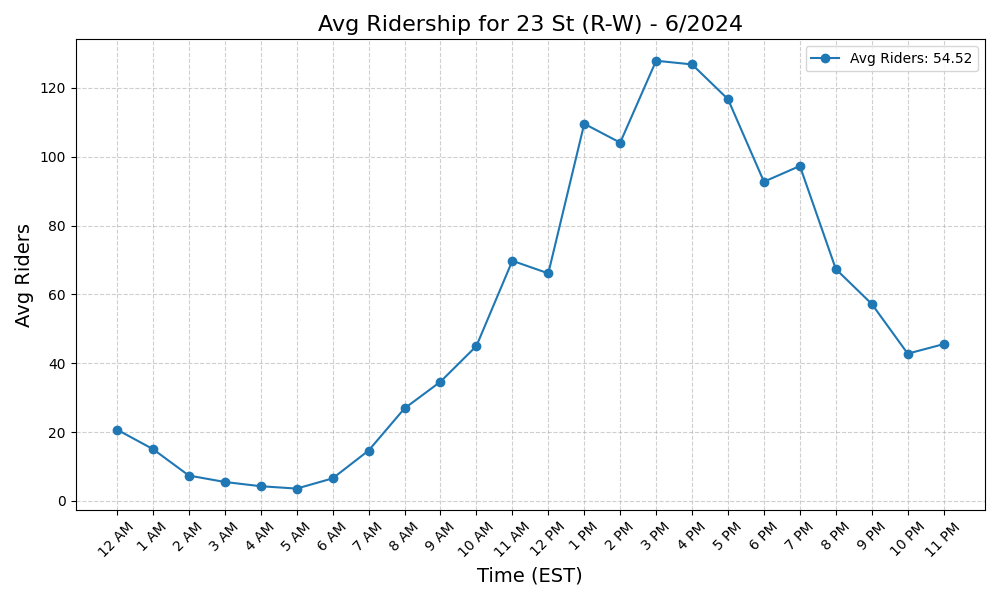 Avg Ridership for 23 St (R-W) - 6/2024
Avg Riders: 54.52
Avg Riders
120
100
80
60
40
20
0
12 AM
1 AM
2 AM
3 AM
4 AM
5 AM
6 AM
7 AM
8 AM
9 AM
10 AM
11 AM
12 PM
1 PM
2 PM
3 PM
4 PM
5 PM
6 PM
7 PM
8 PM
9 PM
10 PM
11 PM
Time (EST)